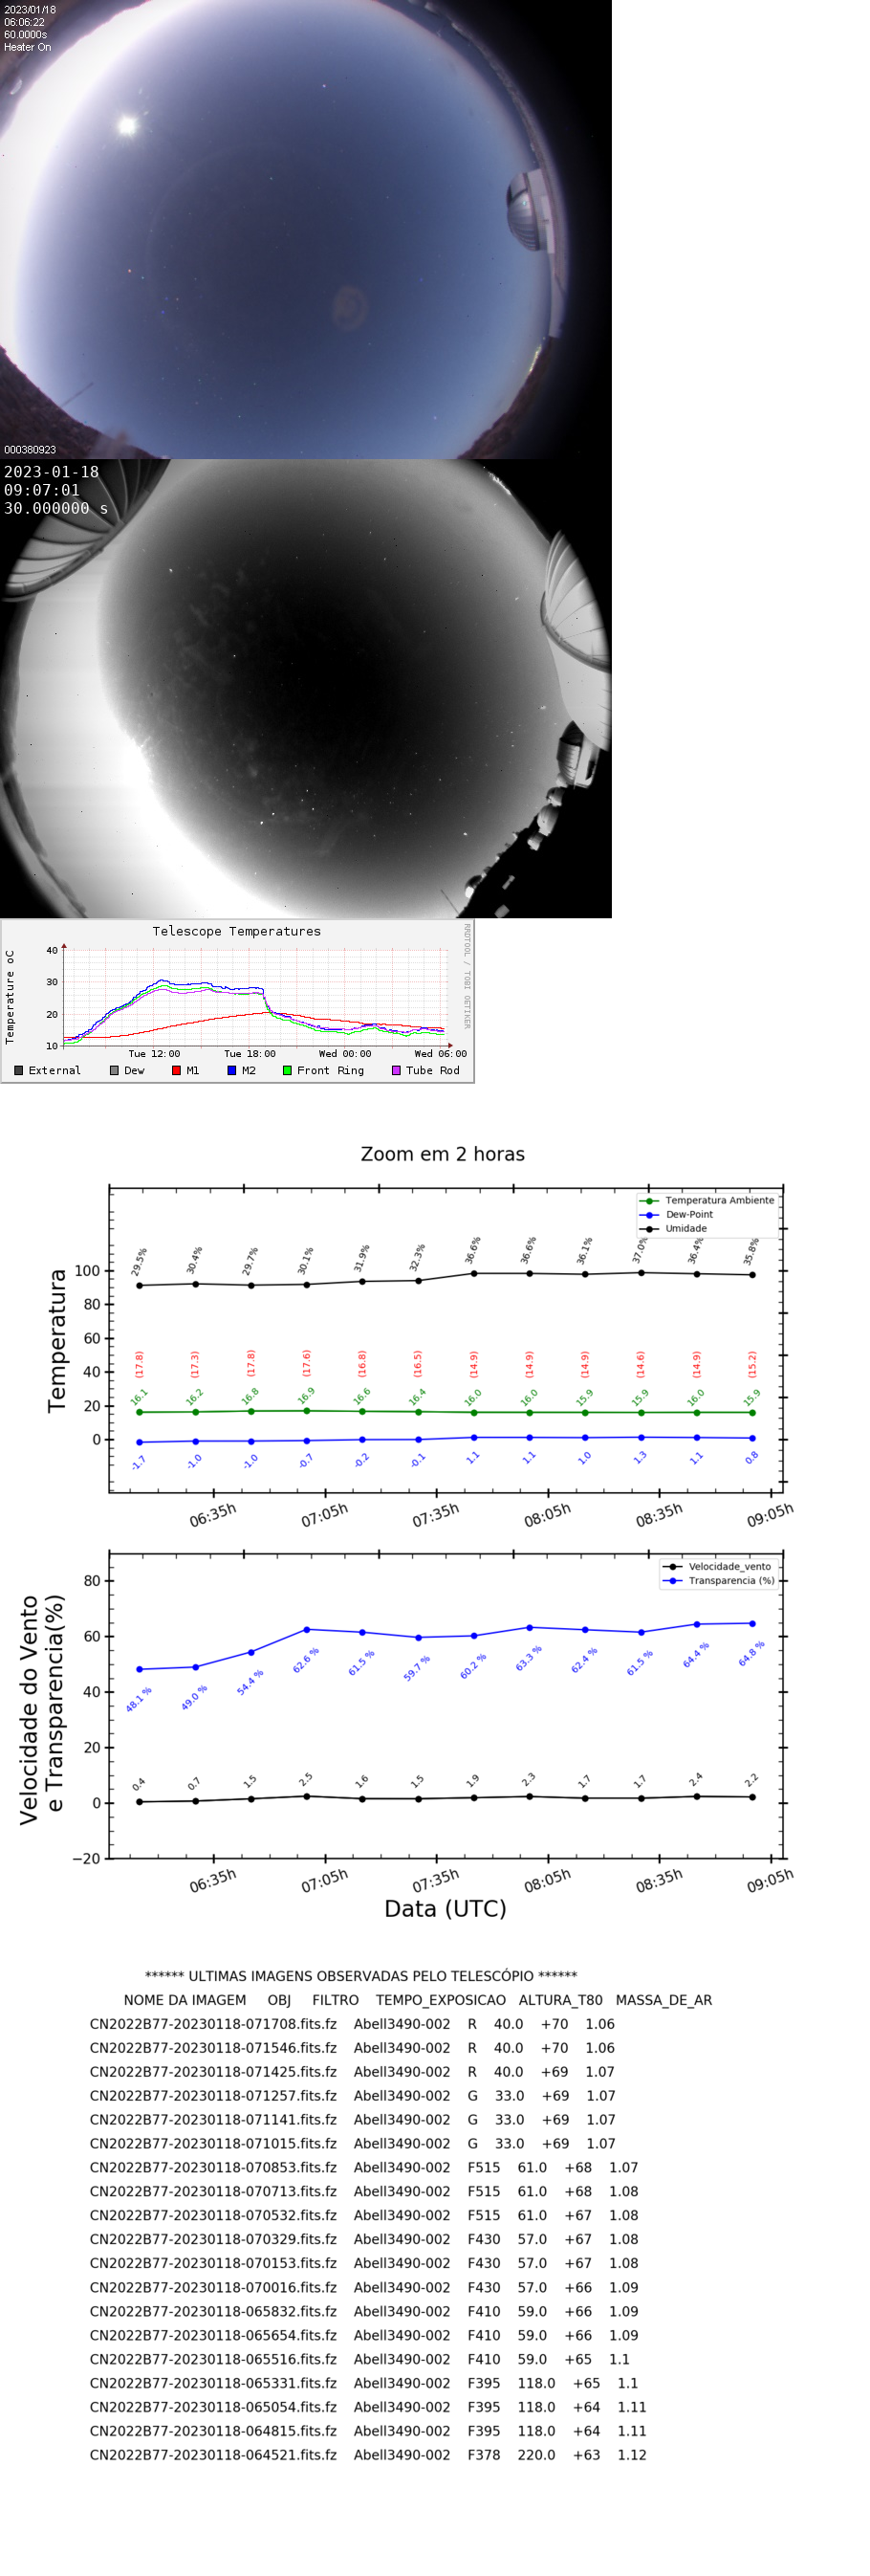 2023/01/18
06:06:22
60.0000s
Heater On
000380923
2023-01-18
09:07:01
30.000000 s
Telescope Temperatures
RRDTOOL / TOBI OETIKER
Temperature oC
40
30
20
10
Tue 12:00 Tue 18:00 Wed 00:00 Wed 06:00
External Dew M1 M2 Front Ring Tube Rod
Zoom em 2 horas
Temperatura Ambiente
Dew-Point
Umidade
Temperatura
100
80
60
40
20
0
29.5% 30.4% 29.7% 30.1% 31.9% 32.3% 36.6% 36.6% 36.1% 37.0% 36.4% 35.8%
(17.8) (17.3) (17.8) (17.6) (16.8) (16.5) (14.9) (14.9) (14.9) (14.6) (14.9) (15.2)
16.1 16.2 16.8 16.9 16.6 16.4 16.0 16.0 15.9 15.9 16.0 15.9
-1.7 -1.0 -1.0 -0.7 -0.2 -0.1 1.1 1.1 1.0 1.3 1.1 0.8
06:35h 07:05h 07:35h 08:05h 08:35h 09:05h
Velocidade_vento
Transparencia (%)
Velocidade do Vento
e Transparencia(%)
80
60
40
20
0
−20
48.1 % 49.0 % 54.4 % 62.6 % 61.5 % 59.7 % 60.2 % 63.3 % 62.4 % 61.5 % 64.4 % 64.8 %
0.4 0.7 1.5 2.5 1.6 1.5 1.9 2.3 1.7 1.7 2.4 2.2
06:35h 07:05h 07:35h 08:05h 08:35h 09:05h
Data (UTC)
****** ULTIMAS IMAGENS OBSERVADAS PELO TELESCÓPIO ******
NOME DA IMAGEM OBJ FILTRO TEMPO_EXPOSICAO ALTURA_T80 MASSA_DE_AR
CN2022B77-20230118-071708.fits.fz Abell3490-002 R 40.0 +70 1.06
CN2022B77-20230118-071546.fits.fz Abell3490-002 R 40.0 +70 1.06
CN2022B77-20230118-071425.fits.fz Abell3490-002 R 40.0 +69 1.07
CN2022B77-20230118-071257.fits.fz Abell3490-002 G 33.0 +69 1.07
CN2022B77-20230118-071141.fits.fz Abell3490-002 G 33.0 +69 1.07
CN2022B77-20230118-071015.fits.fz Abell3490-002 G 33.0 +69 1.07
CN2022B77-20230118-070853.fits.fz Abell3490-002 F515 61.0 +68 1.07
CN2022B77-20230118-070713.fits.fz Abell3490-002 F515 61.0 +68 1.08
CN2022B77-20230118-070532.fits.fz Abell3490-002 F515 61.0 +67 1.08
CN2022B77-20230118-070329.fits.fz Abell3490-002 F430 57.0 +67 1.08
CN2022B77-20230118-070153.fits.fz Abell3490-002 F430 57.0 +67 1.08
CN2022B77-20230118-070016.fits.fz Abell3490-002 F430 57.0 +66 1.09
CN2022B77-20230118-065832.fits.fz Abell3490-002 F410 59.0 +66 1.09
CN2022B77-20230118-065654.fits.fz Abell3490-002 F410 59.0 +66 1.09
CN2022B77-20230118-065516.fits.fz Abell3490-002 F410 59.0 +65 1.1
CN2022B77-20230118-065331.fits.fz Abell3490-002 F395 118.0 +65 1.1
CN2022B77-20230118-065054.fits.fz Abell3490-002 F395 118.0 +64 1.11
CN2022B77-20230118-064815.fits.fz Abell3490-002 F395 118.0 +64 1.11
CN2022B77-20230118-064521.fits.fz Abell3490-002 F378 220.0 +63 1.12